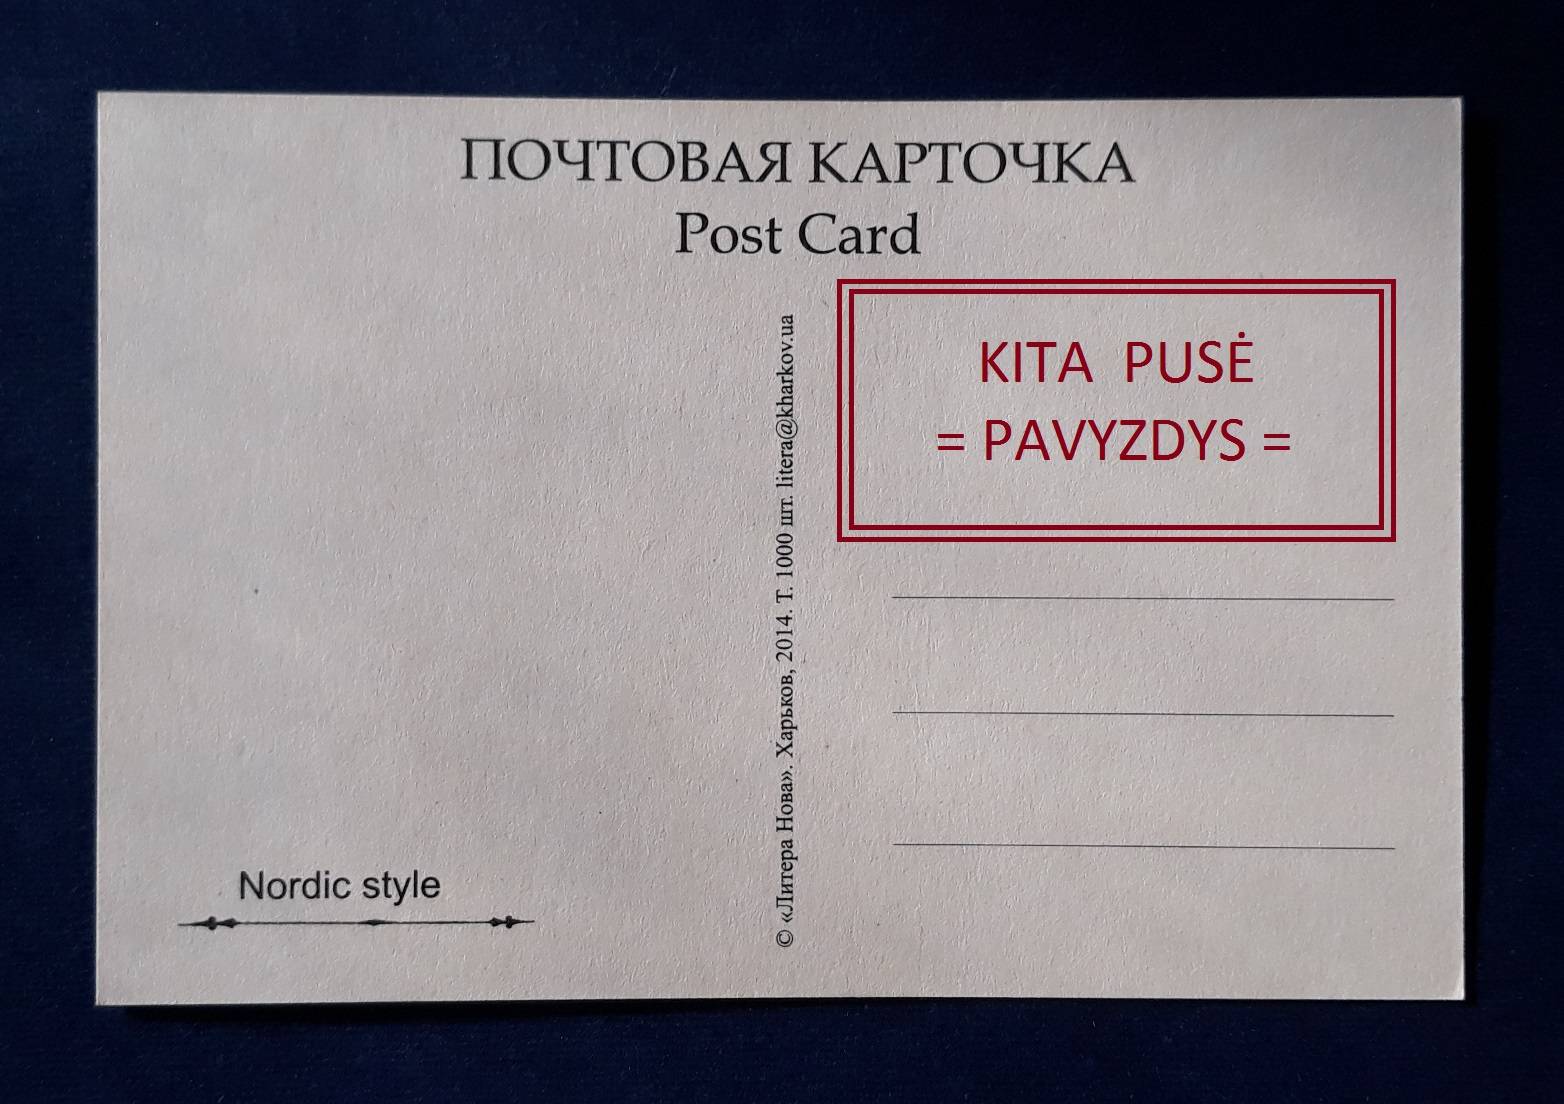 ПОЧТОВАЯ КАРТОЧКА
Post Card
KITA PUSĖ
= PAVYZDYS =
© «Литера Нова». Харьков, 2014. Т. 1000 шт. litera@kharkov.ua
Nordic style